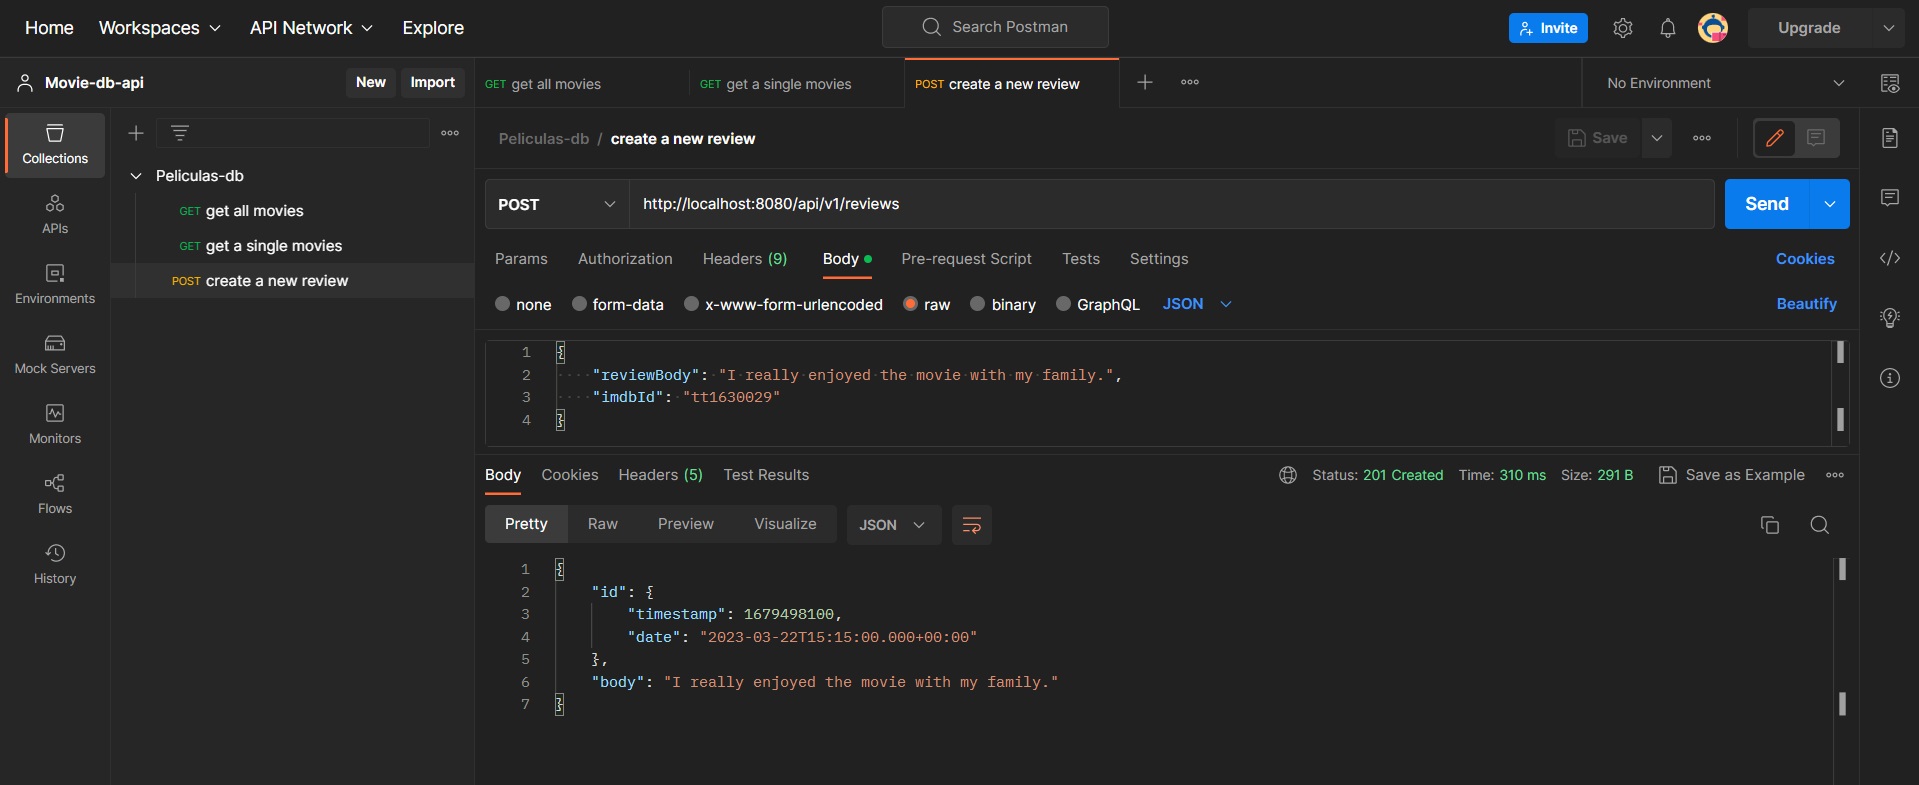 Home Workspaces API Network Explore Search Postman Invite Upgrade
Movie-db-api New Import GET get all movies GET get a single movies POST create a new review No Environment
Collections
APIs
Environments
Mock Servers
Monitors
Flows
History
Peliculas-db
GET get all movies
GET get a single movies
POST create a new review
Peliculas-db / create a new review Save
POST http://localhost:8080/api/v1/reviews Send
Params Authorization Headers (9) Body Pre-request Script Tests Settings Cookies
none form-data x-www-form-urlencoded raw binary GraphQL JSON Beautify
1 {
2 "reviewBody": "I really enjoyed the movie with my family.",
3 "imdbId": "tt1630029"
4 }
Body Cookies Headers (5) Test Results Status: 201 Created Time: 310 ms Size: 291 B Save as Example
Pretty Raw Preview Visualize JSON
1 {
2 "id": {
3 "timestamp": 1679498100,
4 "date": "2023-03-22T15:15:00.000+00:00"
5 },
6 "body": "I really enjoyed the movie with my family."
7 }